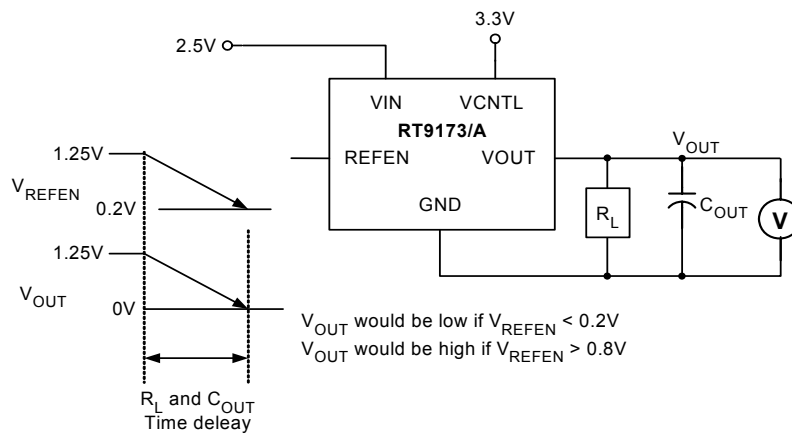 3.3V
2.5V
VIN VCNTL
RT9173/A
REFEN VOUT
GND
1.25V
VREFEN
0.2V
1.25V
VOUT
0V
VOUT
RL
COUT
V
VOUT would be low if VREFEN < 0.2V
VOUT would be high if VREFEN > 0.8V
RL and COUT
Time deleay